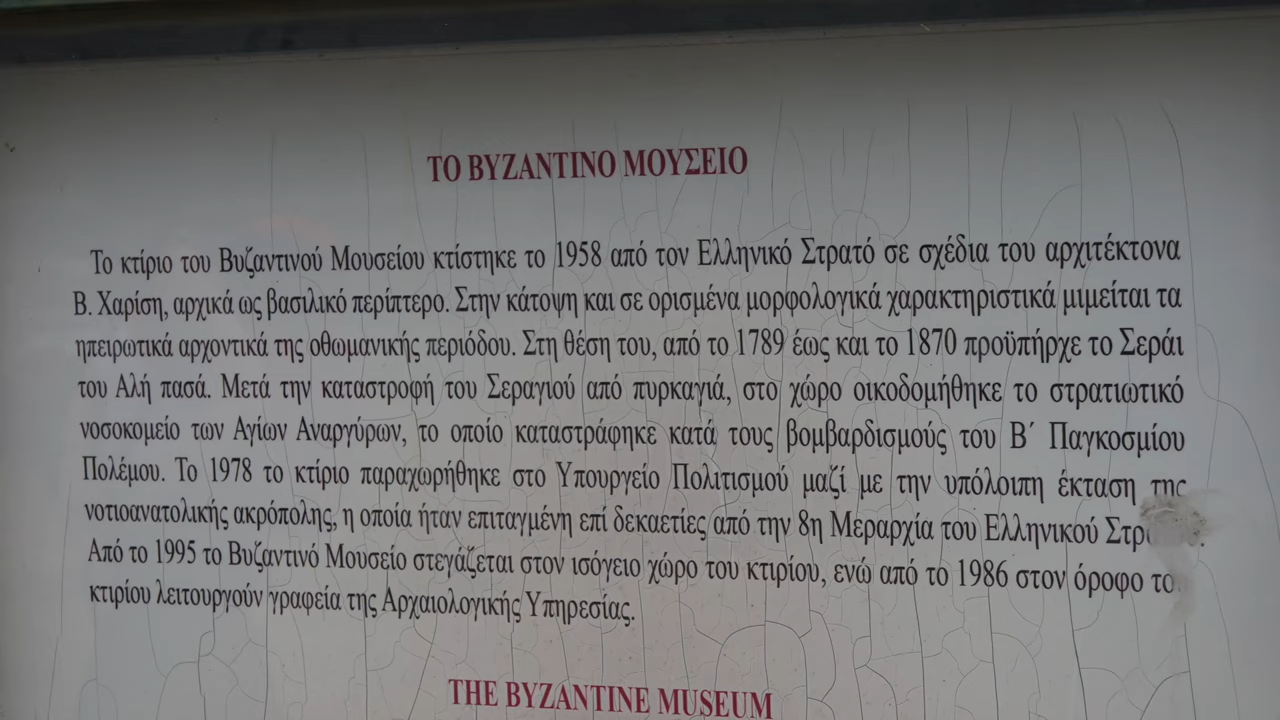 ΤΟ ΒΥΖΑΝΤΙΝΟ ΜΟΥΣΕΙΟ
Το κτίριο του Βυζαντινού Μουσείου κτίστηκε το 1958 από τον Ελληνικό Στρατό σε σχέδια του αρχιτέκτονα
Β. Χαρίση, αρχικά ως βασιλικό περίπτερο. Στην κάτοψη και σε ορισμένα μορφολογικά χαρακτηριστικά μιμείται τα
ηπειρωτικά αρχοντικά της οθωμανικής περιόδου. Στη θέση του, από το 1789 έως και το 1870 προϋπήρχε το Σεράι
του Αλή πασά. Μετά την καταστροφή του Σεραγιού από πυρκαγιά, στο χώρο οικοδομήθηκε το στρατιωτικό
νοσοκομείο των Αγίων Αναργύρων, το οποίο καταστράφηκε κατά τους βομβαρδισμούς του Β΄ Παγκοσμίου
Πολέμου. Το 1978 το κτίριο παραχωρήθηκε στο Υπουργείο Πολιτισμού μαζί με την υπόλοιπη έκταση της
νοτιοανατολικής ακρόπολης, η οποία ήταν επιταγμένη επί δεκαετίες από την 8η Μεραρχία του Ελληνικού
Από το 1995 το Βυζαντινό Μουσείο στεγάζεται στον ισόγειο χώρο του κτιρίου, ενώ από το 1986 στον όροφο
κτιρίου λειτουργούν γραφεία της Αρχαιολογικής Υπηρεσίας.
THE BYZANTINE MUSEUM